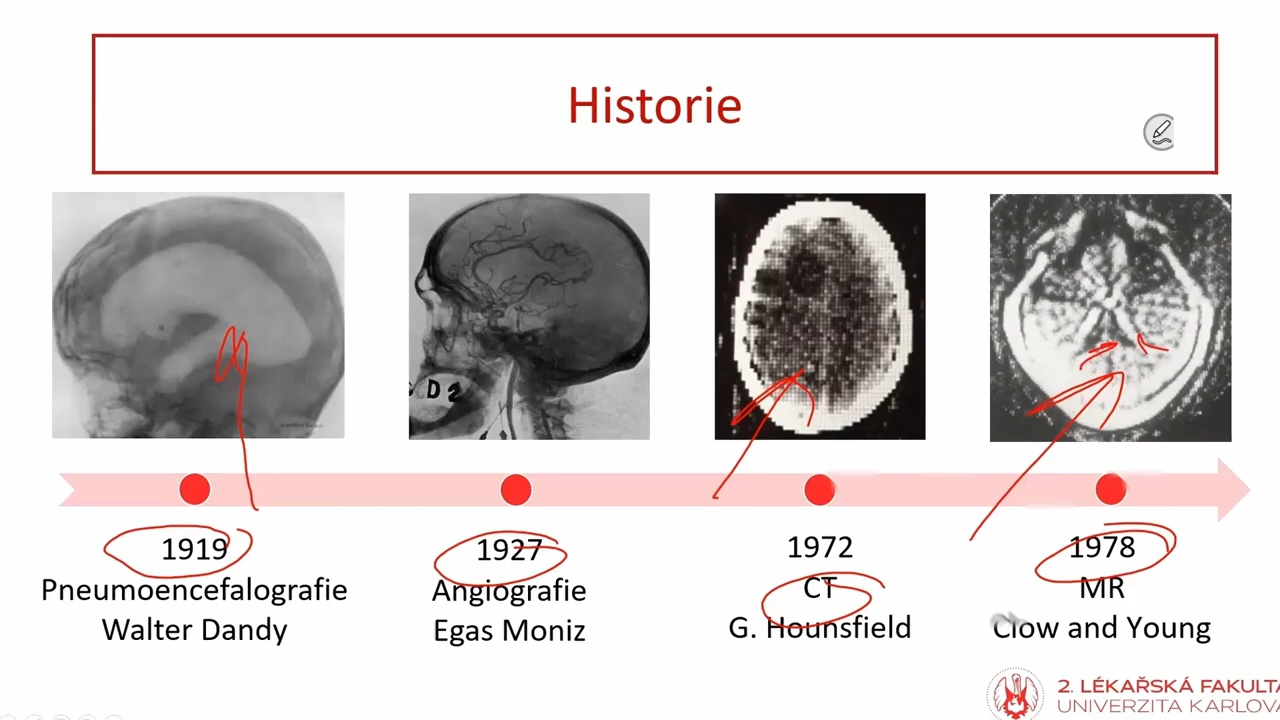 Historie
D 2
1919
Pneumoencefalografie
Walter Dandy
1927
Angiografie
Egas Moniz
1972
CT
G. Hounsfield
1978
MR
Clow and Young
2. LÉKAŘSKÁ FAKULTA
UNIVERZITA KARLOVA